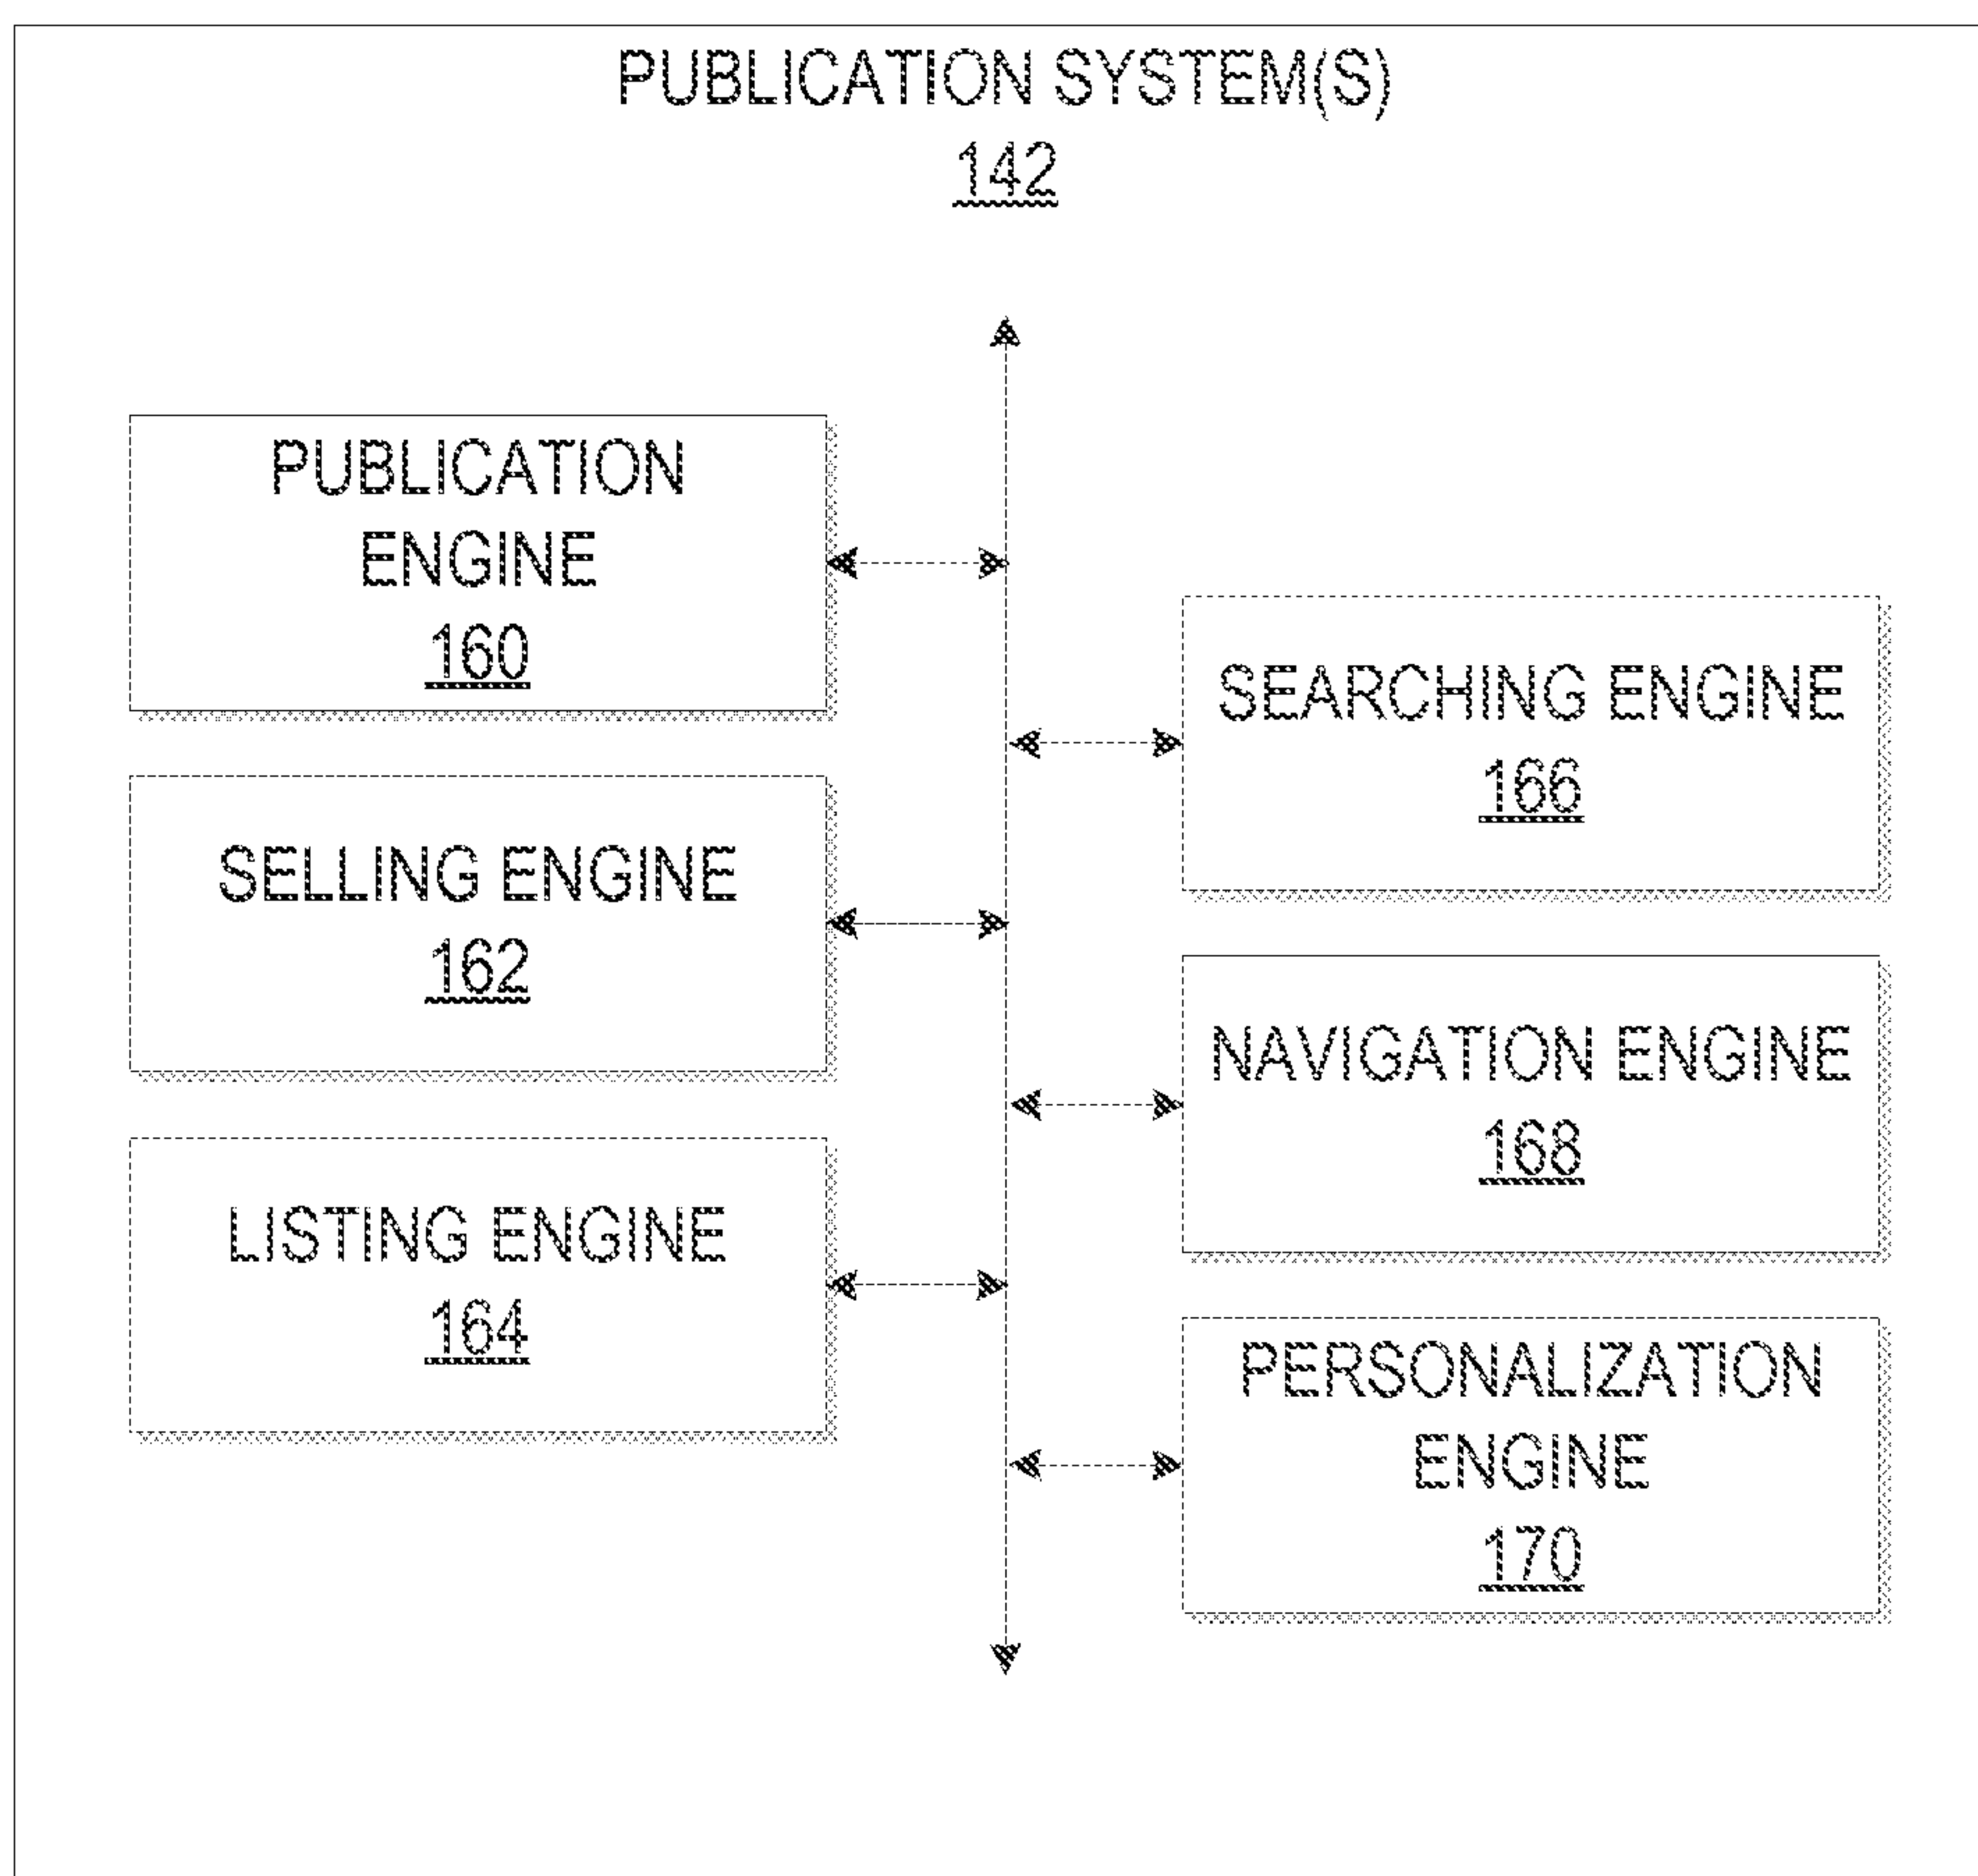 PUBLICATION SYSTEM(S)
142
PUBLICATION
ENGINE
160
SELLING ENGINE
162
LISTING ENGINE
164
SEARCHING ENGINE
166
NAVIGATION ENGINE
168
PERSONALIZATION
ENGINE
170